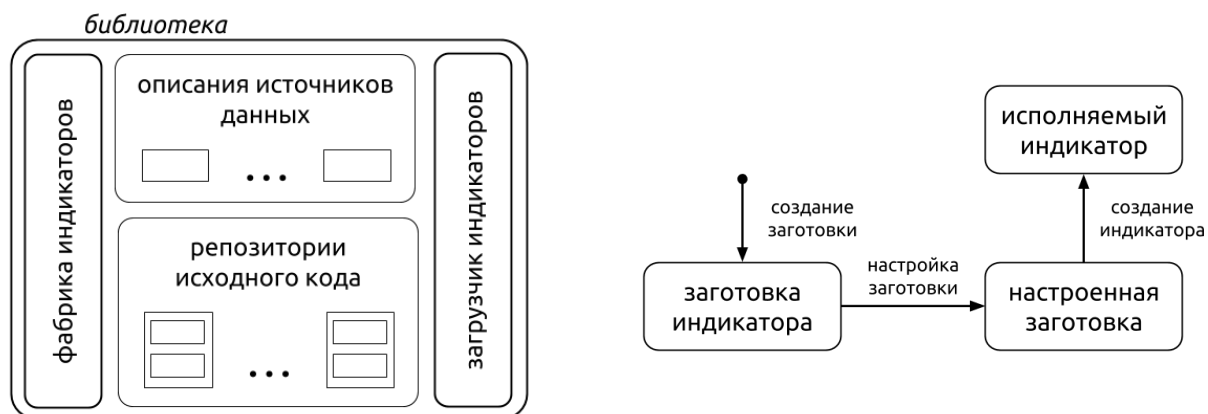 библиотека
фабрика индикаторов
описания источников
данных
...
репозитории
исходного кода
...
загрузчик индикаторов
создание
заготовки
заготовка
индикатора
настройка
заготовки
настроенная
заготовка
создание
индикатора
исполняемый
индикатор